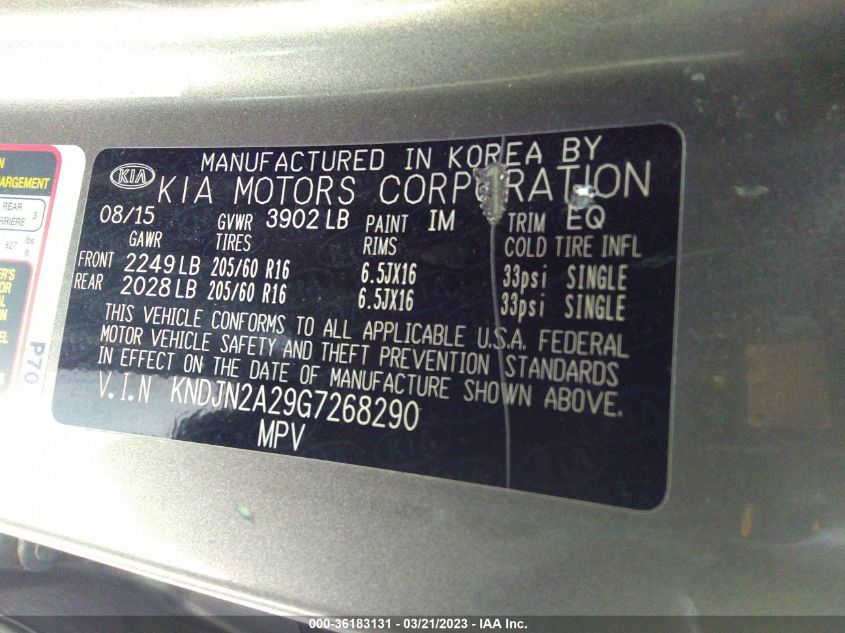 MANUFACTURED IN KOREA BY
KIA KIA MOTORS CORPORATION
08/15 GVWR 3902 LB PAINT IM TRIM EQ
GAWR TIRES RIMS COLD TIRE INFL
FRONT 2249 LB 205/60 R16 6.5JX16 33psi SINGLE
REAR 2028 LB 205/60 R16 6.5JX16 33psi SINGLE
THIS VEHICLE CONFORMS TO ALL APPLICABLE U.S.A. FEDERAL
MOTOR VEHICLE SAFETY AND THEFT PREVENTION STANDARDS
IN EFFECT ON THE DATE OF MANUFACTURE SHOWN ABOVE.
V.I.N KNDJN2A29G7268290
MPV
REAR 3
827 lbs
P70
000-36183131 / 03/21/2023 - IAA Inc.